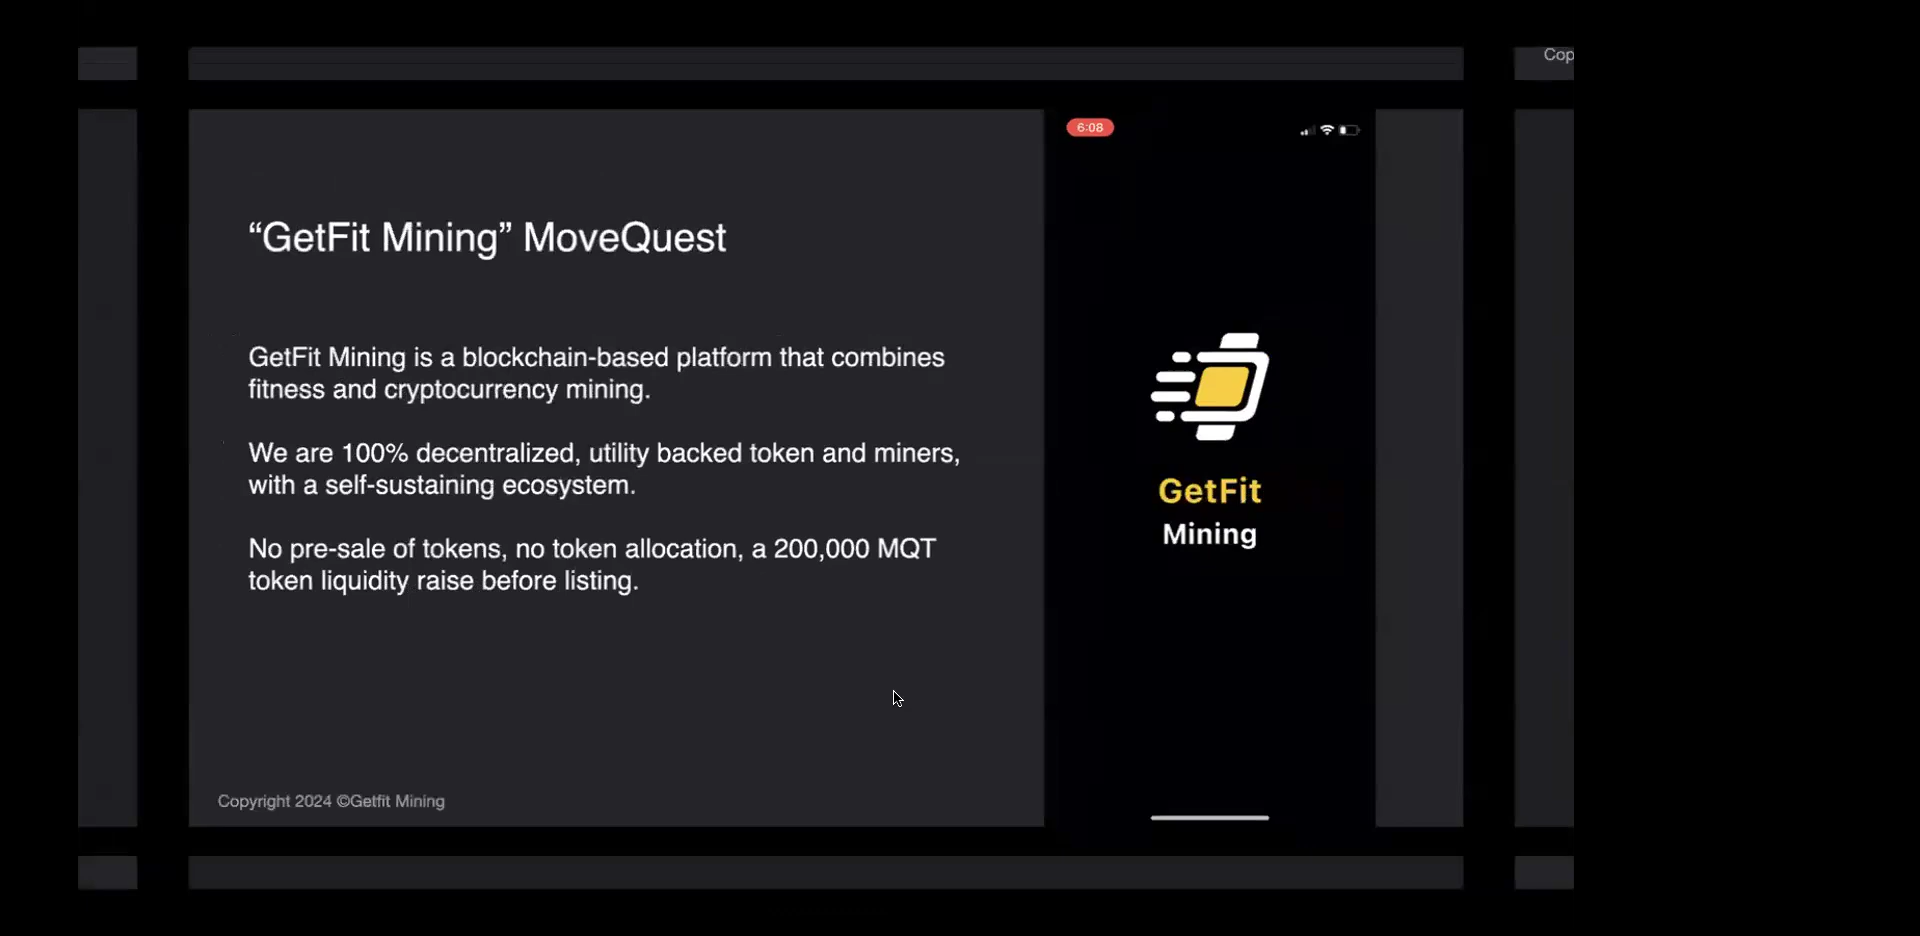 Cop
6:08
“GetFit Mining” MoveQuest
GetFit Mining is a blockchain-based platform that combines
fitness and cryptocurrency mining.
We are 100% decentralized, utility backed token and miners,
with a self-sustaining ecosystem.
No pre-sale of tokens, no token allocation, a 200,000 MQT
token liquidity raise before listing.
GetFit
Mining
Copyright 2024 ©Getfit Mining